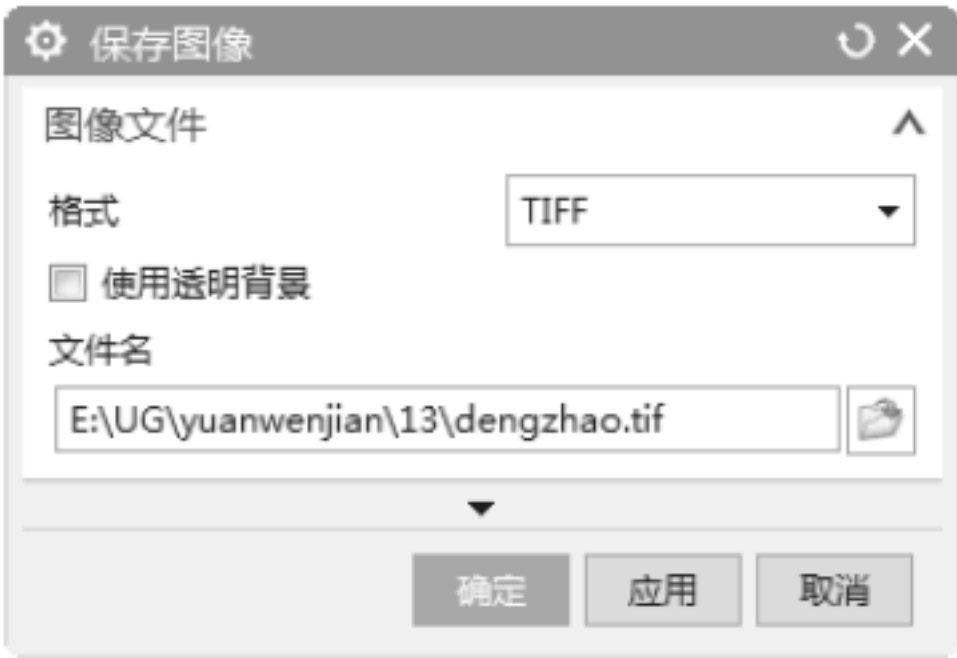 保存图像
图像文件
格式 TIFF
使用透明背景
文件名
E:\UG\yuanwenjian\13\dengzhao.tif
确定 应用 取消